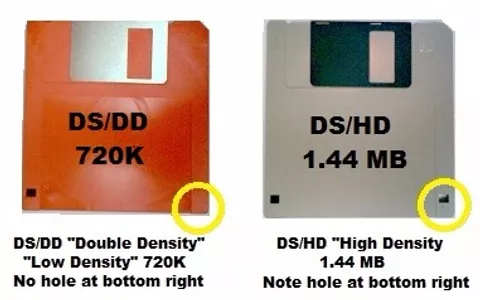 DS/DD
720K
DS/HD
1.44 MB
DS/DD "Double Density"
"Low Density" 720K
No hole at bottom right
DS/HD "High Density
1.44 MB
Note hole at bottom right